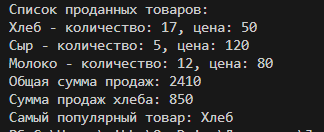 Список проданных товаров:
Хлеб - количество: 17, цена: 50
Сыр - количество: 5, цена: 120
Молоко - количество: 12, цена: 80
Общая сумма продаж: 2410
Сумма продаж хлеба: 850
Самый популярный товар: Хлеб